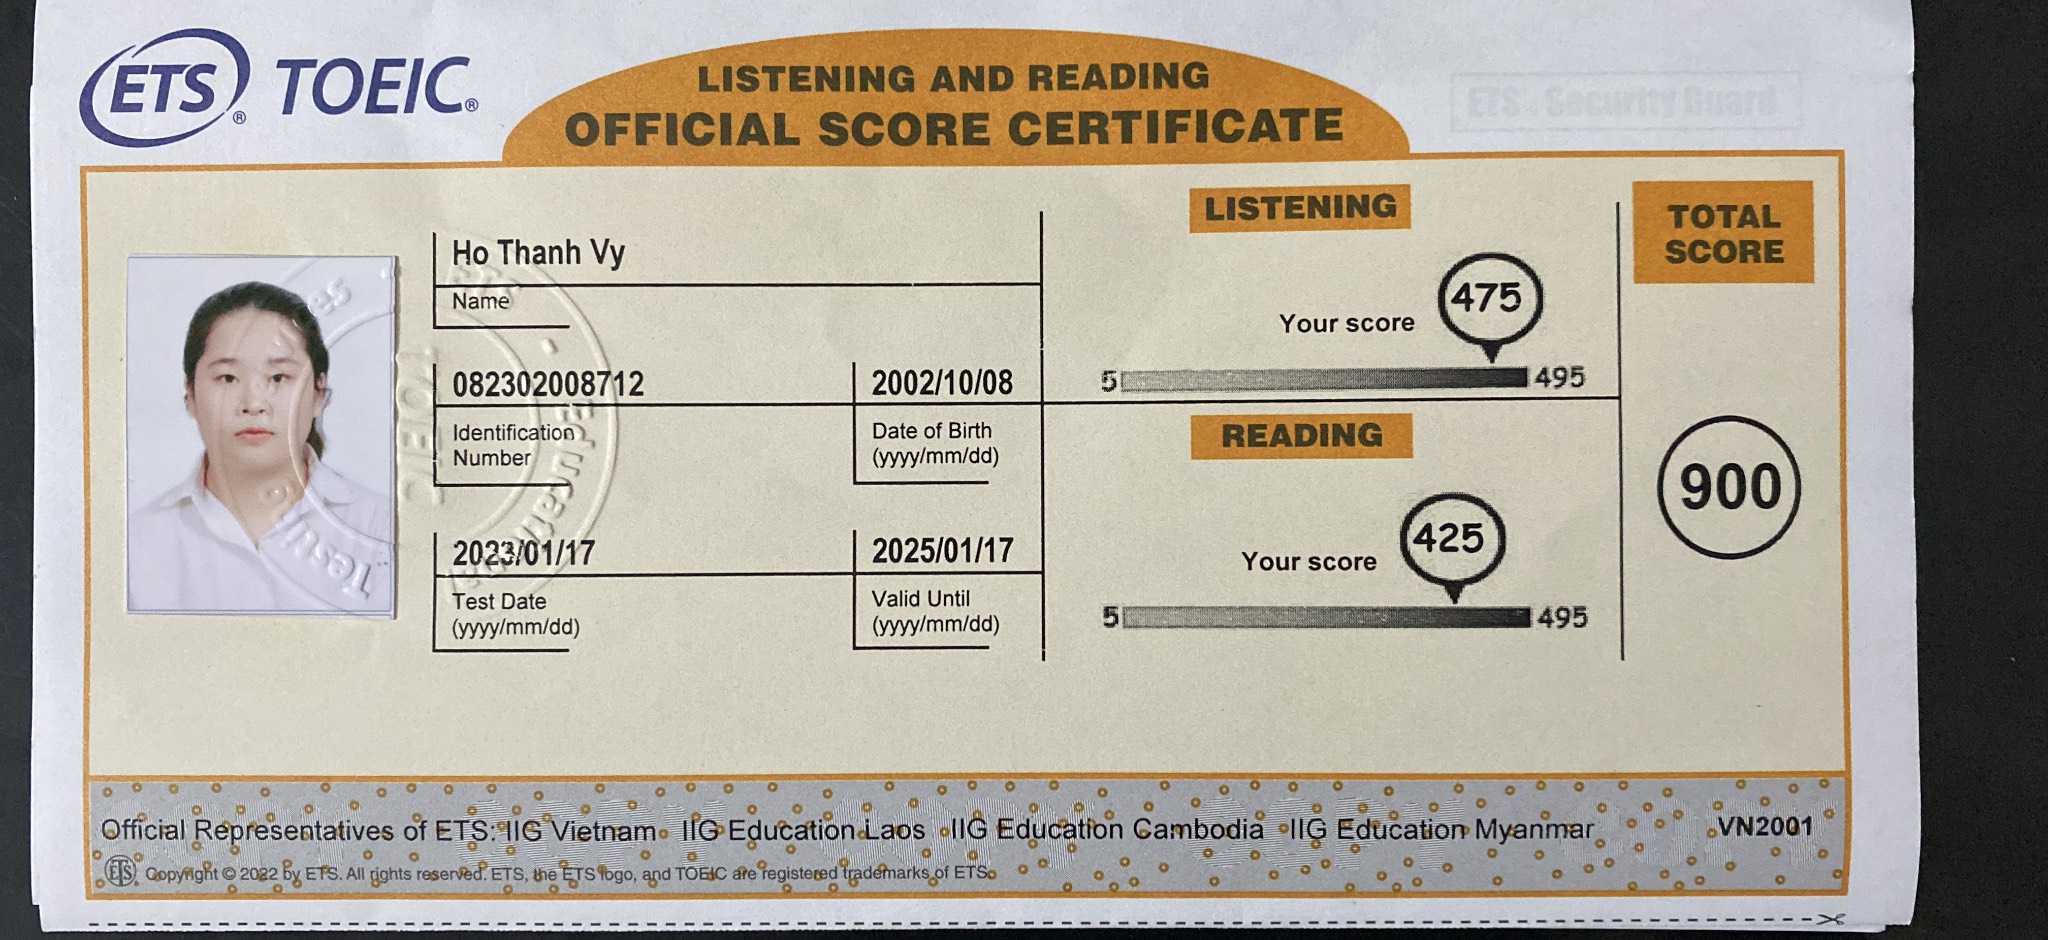 ETS® TOEIC®
LISTENING AND READING
OFFICIAL SCORE CERTIFICATE
ETS Security Guard
Ho Thanh Vy
Name
082302008712
Identification
Number
2002/10/08
Date of Birth
(yyyy/mm/dd)
2023/01/17
Test Date
(yyyy/mm/dd)
2025/01/17
Valid Until
(yyyy/mm/dd)
LISTENING
Your score 475
5 495
READING
Your score 425
5 495
TOTAL
SCORE
900
TOEIC
Official Representatives of ETS: IIG Vietnam IIG Education Laos IIG Education Cambodia IIG Education Myanmar VN2001
ETS Copyright © 2022 by ETS. All rights reserved. ETS, the ETS logo, and TOEIC are registered trademarks of ETS.